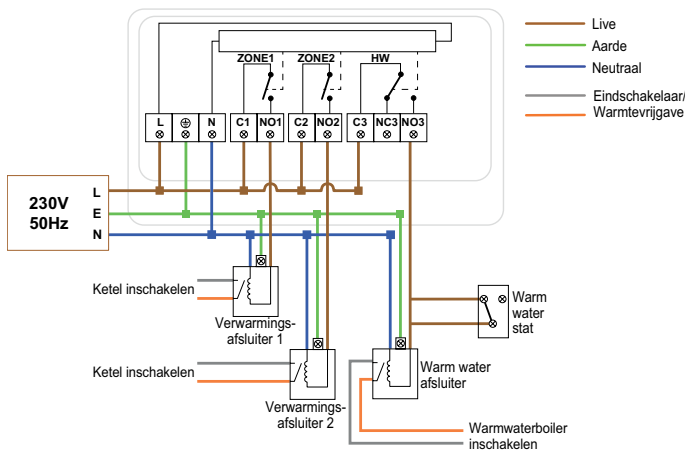 ZONE1 ZONE2 HW
L N C1 NO1 C2 NO2 C3 NC3 NO3
Live
Aarde
Neutraal
Eindschakelaar/
Warmtevrijgave
230V
50Hz
L
E
N
Ketel inschakelen
Verwarmings-
afsluiter 1
Warm
water
stat
Ketel inschakelen
Verwarmings-
afsluiter 2
Warm water
afsluiter
Warmwaterboiler
inschakelen